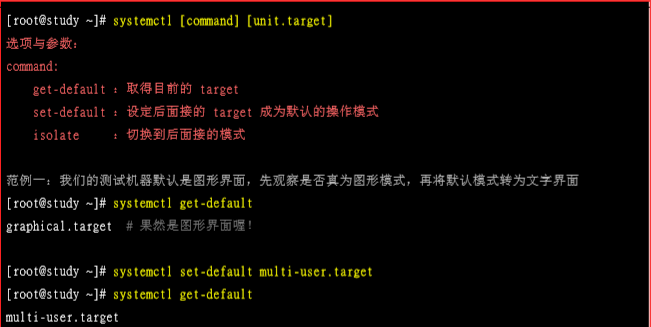 [root@study ~]# systemctl [command] [unit.target]
选项与参数：
command:
get-default ：取得目前的 target
set-default ：设定后面接的 target 成为默认的操作模式
isolate ：切换到后面接的模式
范例一：我们的测试机器默认是图形界面，先观察是否真为图形模式，再将默认模式转为文字界面
[root@study ~]# systemctl get-default
graphical.target # 果然是图形界面喔！
[root@study ~]# systemctl set-default multi-user.target
[root@study ~]# systemctl get-default
multi-user.target